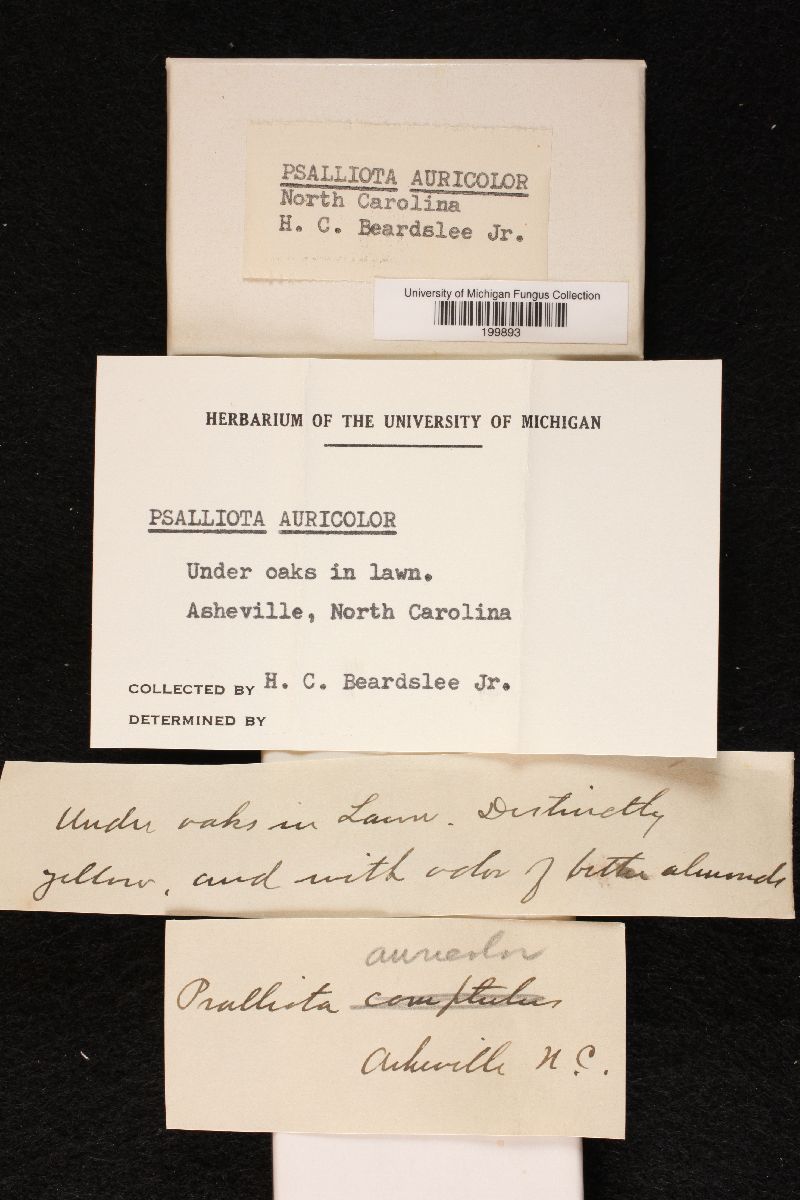 PSALLIOTA AURICOLOR
North Carolina
H. C. Beardslee Jr.
University of Michigan Fungus Collection
199893
HERBARIUM OF THE UNIVERSITY OF MICHIGAN
PSALLIOTA AURICOLOR
Under oaks in lawn.
Asheville, North Carolina
COLLECTED BY H. C. Beardslee Jr.
DETERMINED BY
Under oaks in Lawn. Distinctly
yellow, and with odor of bitter almonds
auricolor
Psalliota comptulus
Asheville N.C.